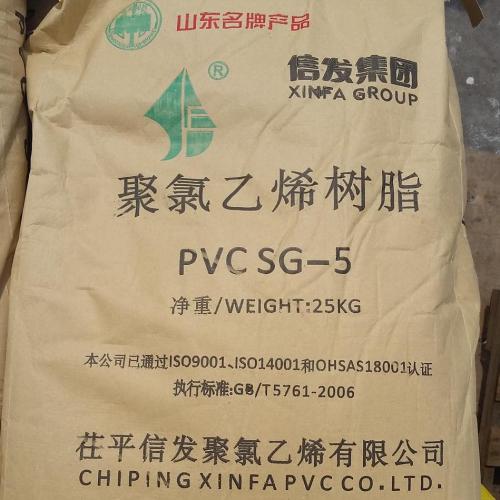 山东名牌产品
®
信发集团
XINFA GROUP
聚氯乙烯树脂
PVC SG-5
净重/WEIGHT:25KG
本公司已通过ISO9001、ISO14001和OHSAS18001认证
执行标准:GB/T5761-2006
茌平信发聚氯乙烯有限公司
CHIPING XINFA PVC CO.LTD.